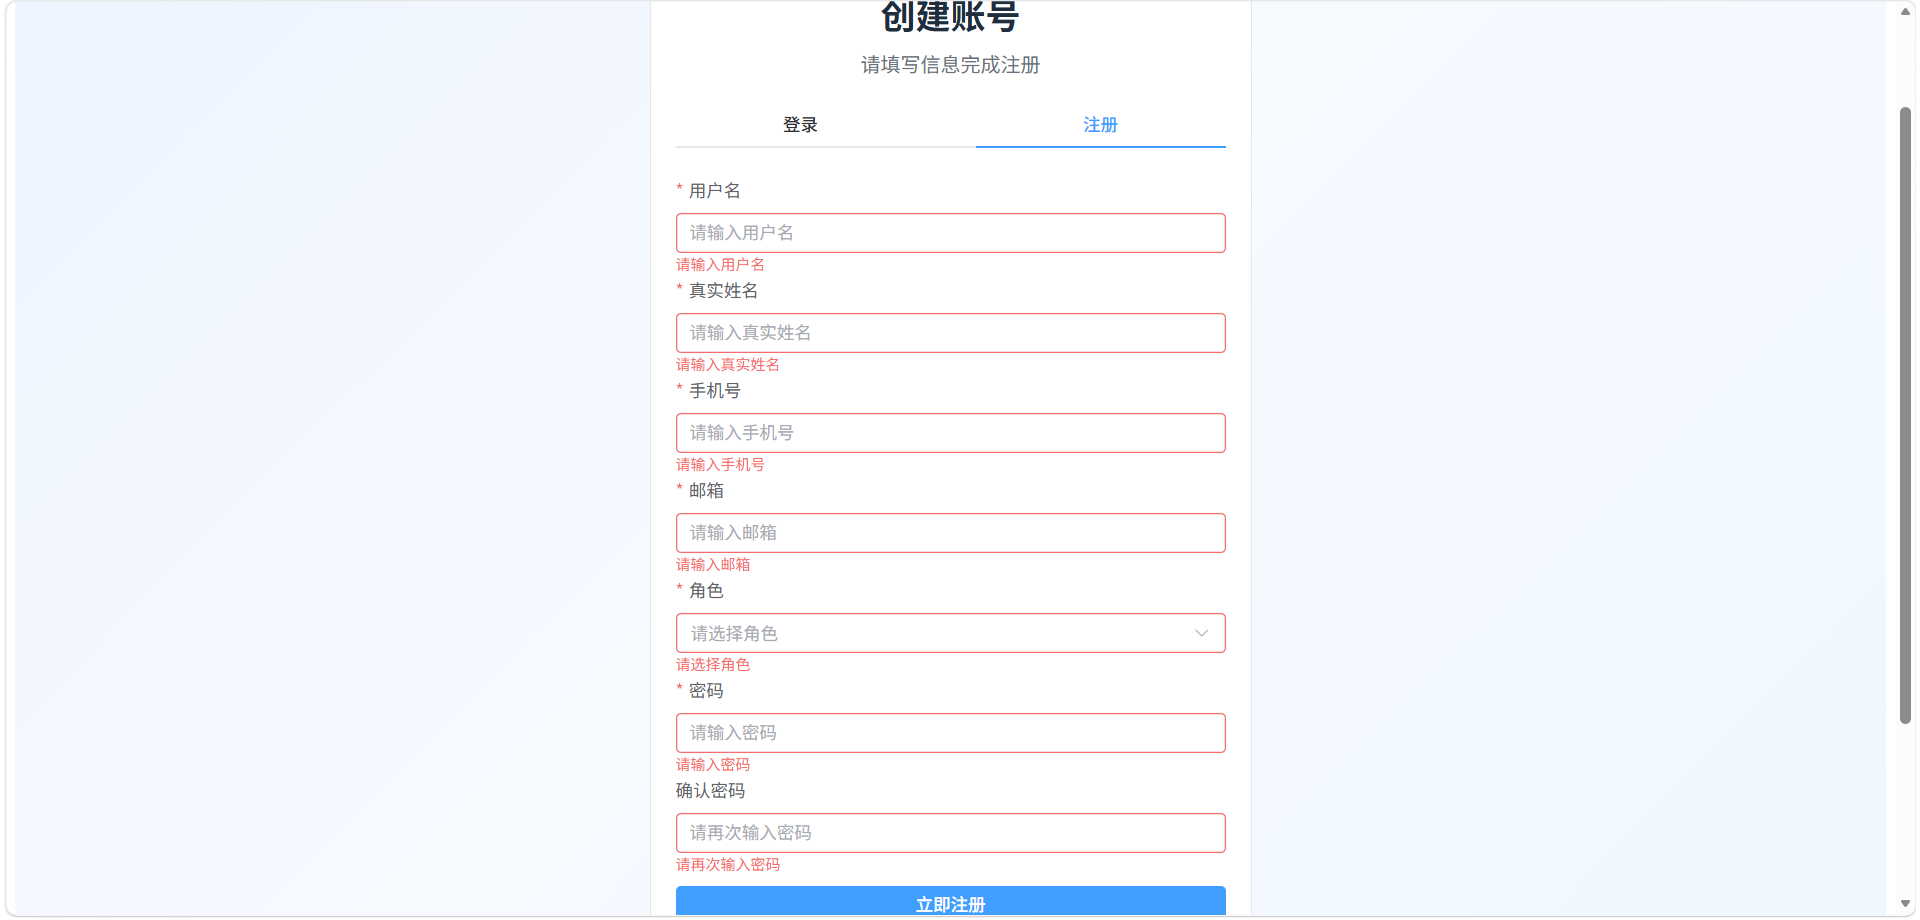 创建账号
请填写信息完成注册
登录
注册
* 用户名
请输入用户名
请输入用户名
* 真实姓名
请输入真实姓名
请输入真实姓名
* 手机号
请输入手机号
请输入手机号
* 邮箱
请输入邮箱
请输入邮箱
* 角色
请选择角色
请选择角色
* 密码
请输入密码
请输入密码
确认密码
请再次输入密码
请再次输入密码
立即注册